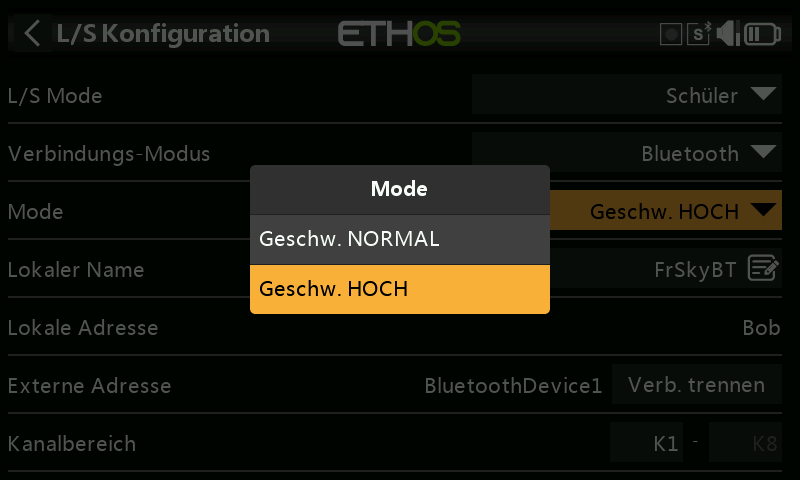 L/S Konfiguration ETHOS S
L/S Mode Schüler
Verbindungs-Modus Bluetooth
Mode
Mode Geschw. HOCH
Geschw. NORMAL
Lokaler Name FrSkyBT
Geschw. HOCH
Lokale Adresse Bob
Externe Adresse BluetoothDevice1 Verb. trennen
Kanalbereich K1 - K8